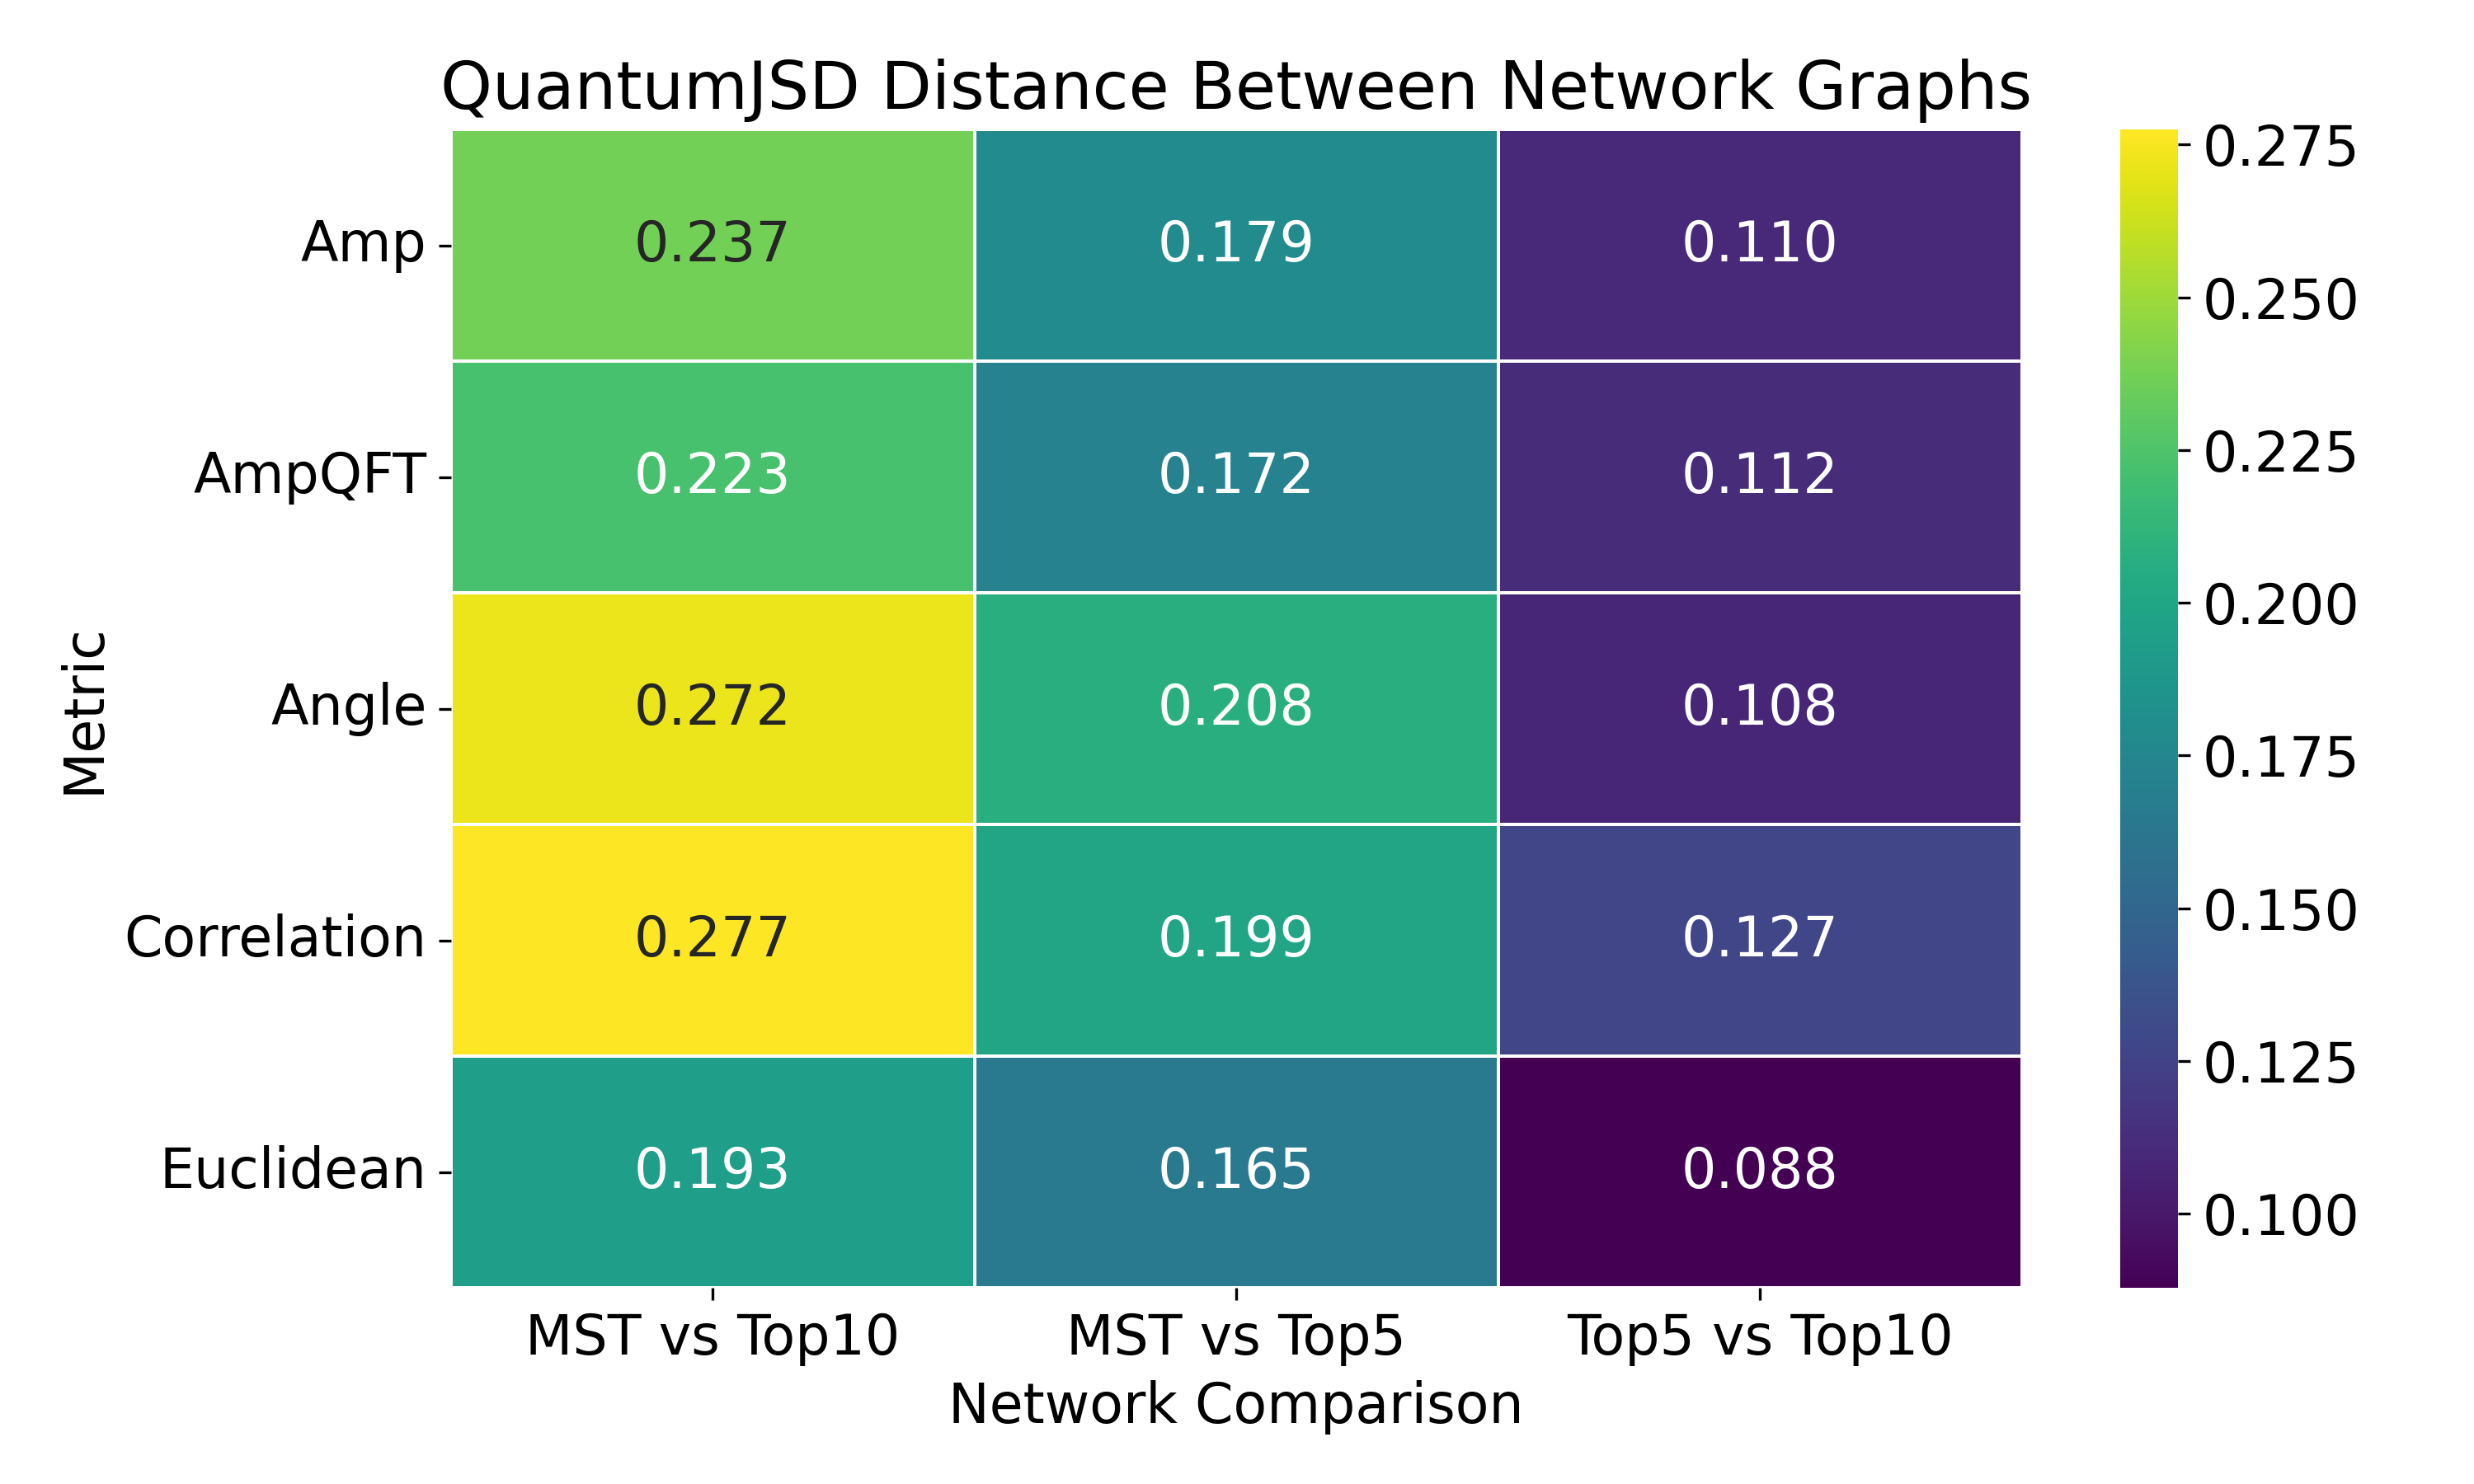 QuantumJSD Distance Between Network Graphs
Metric
Amp
0.237 0.179 0.110
AmpQFT
0.223 0.172 0.112
Angle
0.272 0.208 0.108
Correlation
0.277 0.199 0.127
Euclidean
0.193 0.165 0.088
MST vs Top10
MST vs Top5
Top5 vs Top10
Network Comparison
0.275
0.250
0.225
0.200
0.175
0.150
0.125
0.100